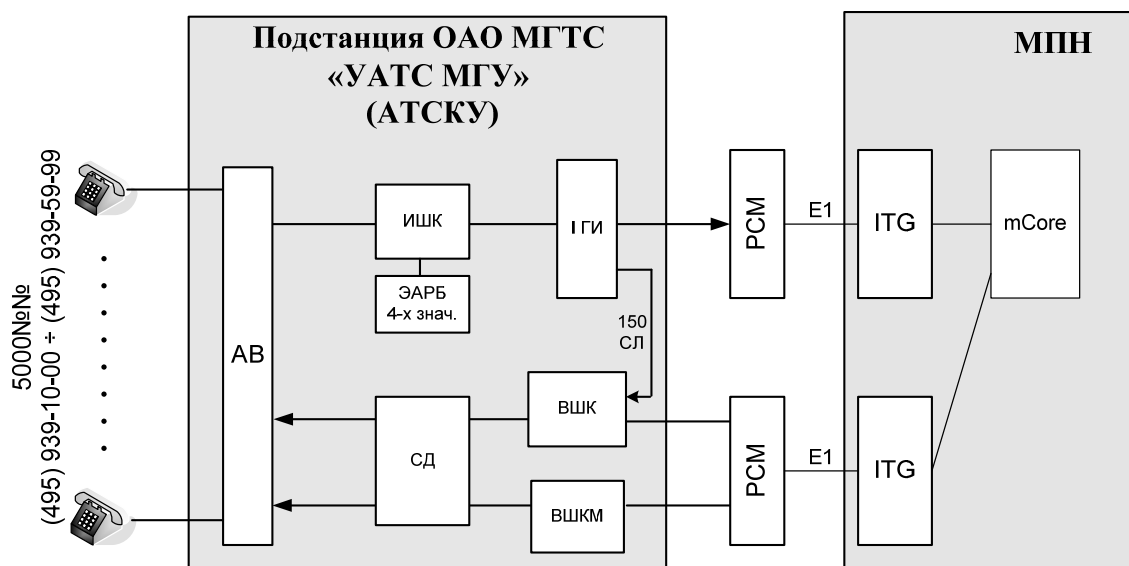 Подстанция ОАО МГТС
«УАТС МГУ»
(АТСКУ)
МПН
5000№№
(495) 939-10-00 ÷ (495) 939-59-99
АВ
ИШК
ЭАРБ
4-х знач.
I ГИ
150
СЛ
PCM
E1
ITG
mCore
СД
ВШК
ВШКМ
PCM
E1
ITG